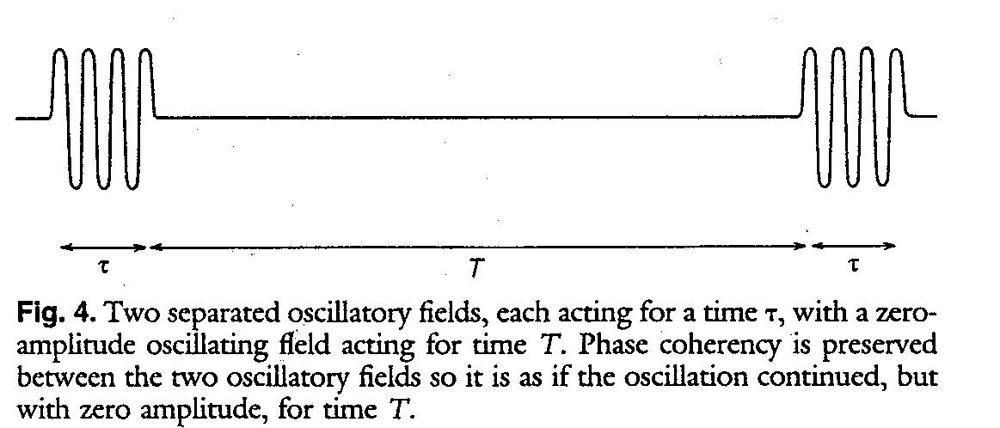 τ T τ
Fig. 4. Two separated oscillatory fields, each acting for a time τ, with a zero-
amplitude oscillating field acting for time T. Phase coherency is preserved
between the two oscillatory fields so it is as if the oscillation continued, but
with zero amplitude, for time T.